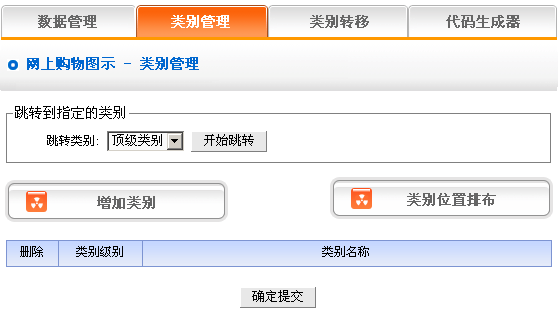 数据管理 类别管理 类别转移 代码生成器
网上购物图示 - 类别管理
跳转到指定的类别
跳转类别: 顶级类别 开始跳转
增加类别 类别位置排布
删除 类别级别 类别名称
确定提交